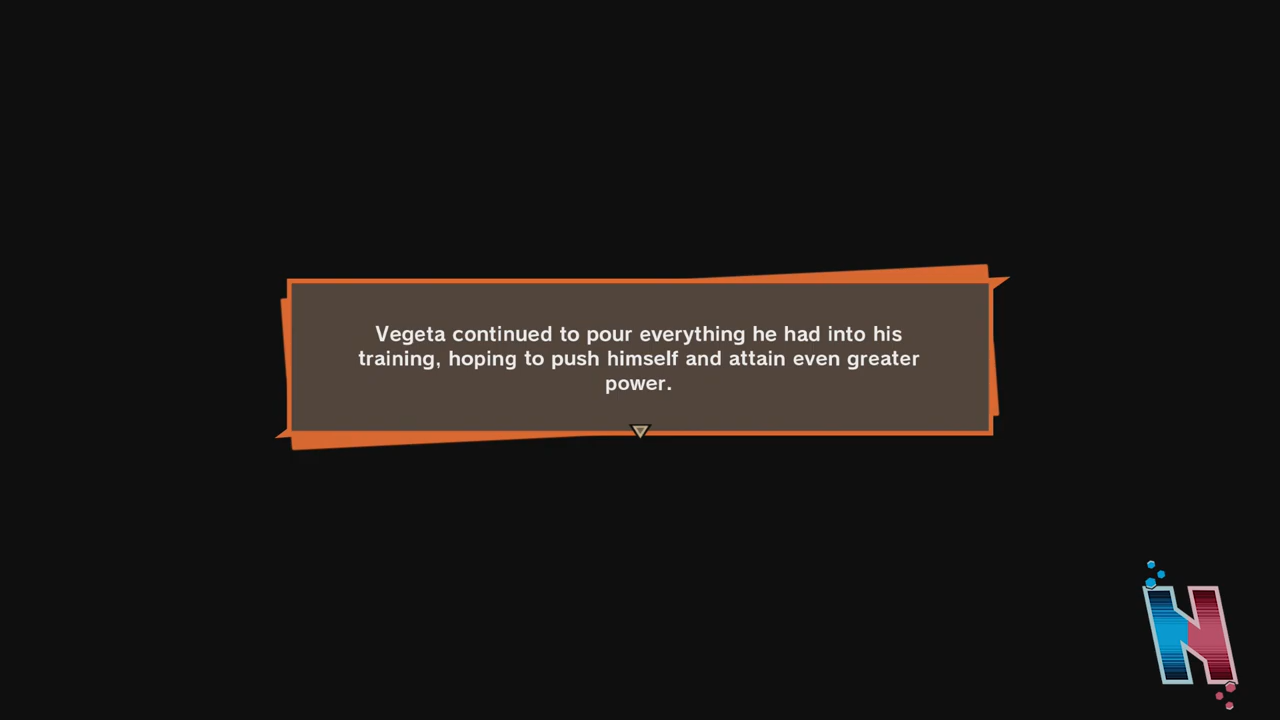 Vegeta continued to pour everything he had into his
training, hoping to push himself and attain even greater
power.
N